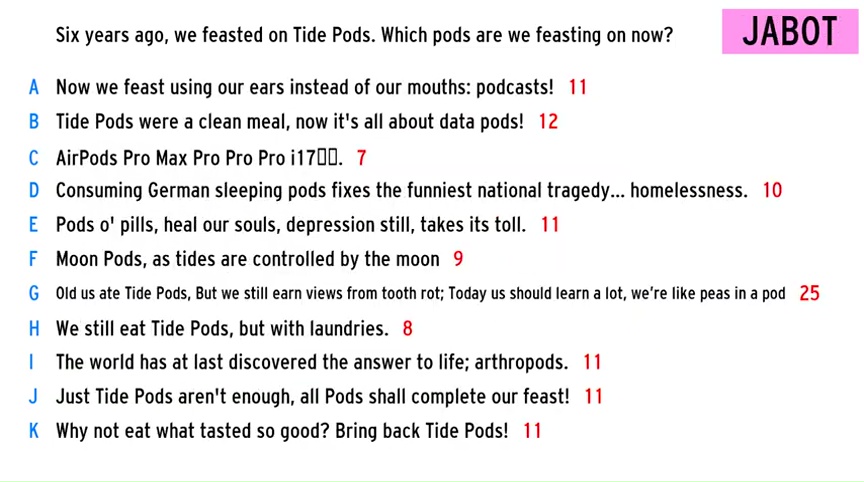 Six years ago, we feasted on Tide Pods. Which pods are we feasting on now?
JABOT
A Now we feast using our ears instead of our mouths: podcasts! 11
B Tide Pods were a clean meal, now it's all about data pods! 12
C AirPods Pro Max Pro Pro Pro i17▯▯. 7
D Consuming German sleeping pods fixes the funniest national tragedy... homelessness. 10
E Pods o' pills, heal our souls, depression still, takes its toll. 11
F Moon Pods, as tides are controlled by the moon 9
G Old us ate Tide Pods, But we still earn views from tooth rot; Today us should learn a lot, we're like peas in a pod 25
H We still eat Tide Pods, but with laundries. 8
I The world has at last discovered the answer to life; arthropods. 11
J Just Tide Pods aren't enough, all Pods shall complete our feast! 11
K Why not eat what tasted so good? Bring back Tide Pods! 11